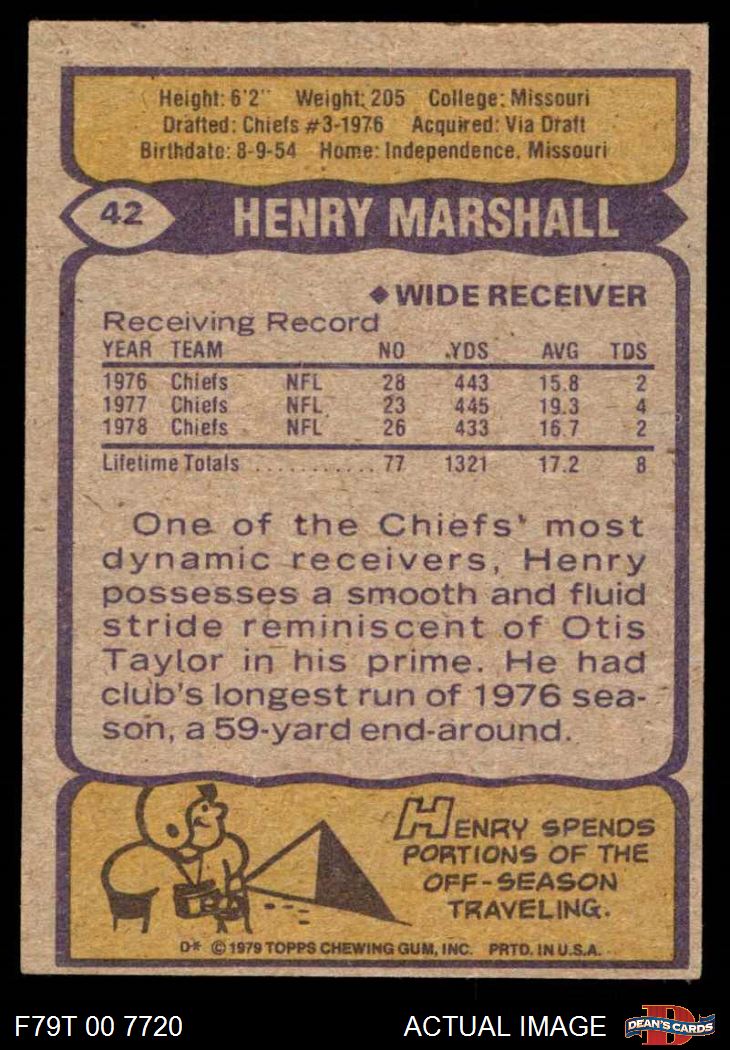 Height: 6'2" Weight: 205 College: Missouri
Drafted: Chiefs #3-1976 Acquired: Via Draft
Birthdate: 8-9-54 Home: Independence, Missouri
42 HENRY MARSHALL
◆ WIDE RECEIVER
Receiving Record
YEAR TEAM NO .YDS AVG TDS
1976 Chiefs NFL 28 443 15.8 2
1977 Chiefs NFL 23 445 19.3 4
1978 Chiefs NFL 26 433 16.7 2
Lifetime Totals ........... 77 1321 17.2 8
One of the Chiefs' most
dynamic receivers, Henry
possesses a smooth and fluid
stride reminiscent of Otis
Taylor in his prime. He had
club's longest run of 1976 sea-
son, a 59-yard end-around.
HENRY SPENDS
PORTIONS OF THE
OFF-SEASON
TRAVELING.
D* © 1979 TOPPS CHEWING GUM, INC. PRTD. IN U.S.A.
F79T 00 7720 ACTUAL IMAGE D DEAN'S CARDS